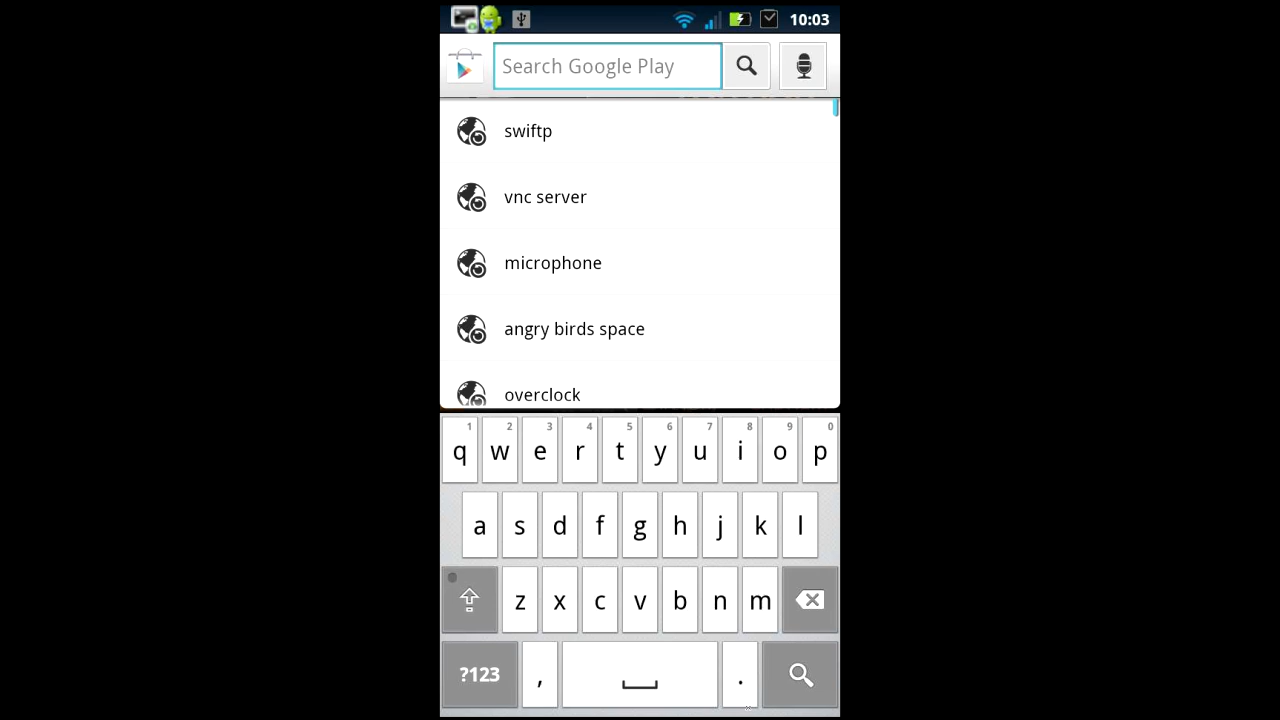 10:03
Search Google Play
swiftp
vnc server
microphone
angry birds space
overclock
1 2 3 4 5 6 7 8 9 0
q w e r t y u i o p
a s d f g h j k l
z x c v b n m
?123 , .